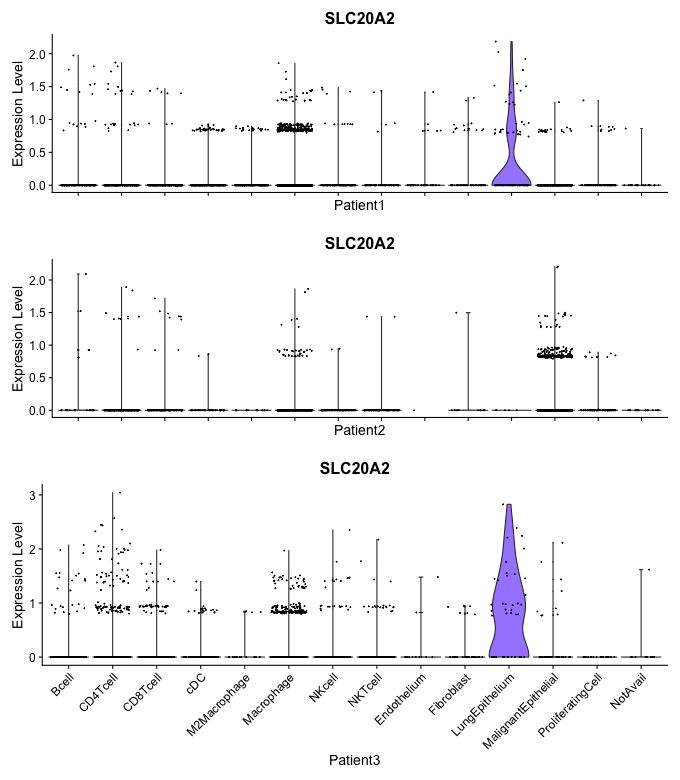 SLC20A2
Expression Level
2.0
1.5
1.0
0.5
0.0
Patient1
SLC20A2
Expression Level
2.0
1.5
1.0
0.5
0.0
Patient2
SLC20A2
Expression Level
3
2
1
0
Bcell
CD4Tcell
CD8Tcell
cDC
M2Macrophage
Macrophage
NKcell
NKTcell
Endothelium
Fibroblast
LungEpithelium
MalignantEpithelial
ProliferatingCell
NotAvail
Patient3